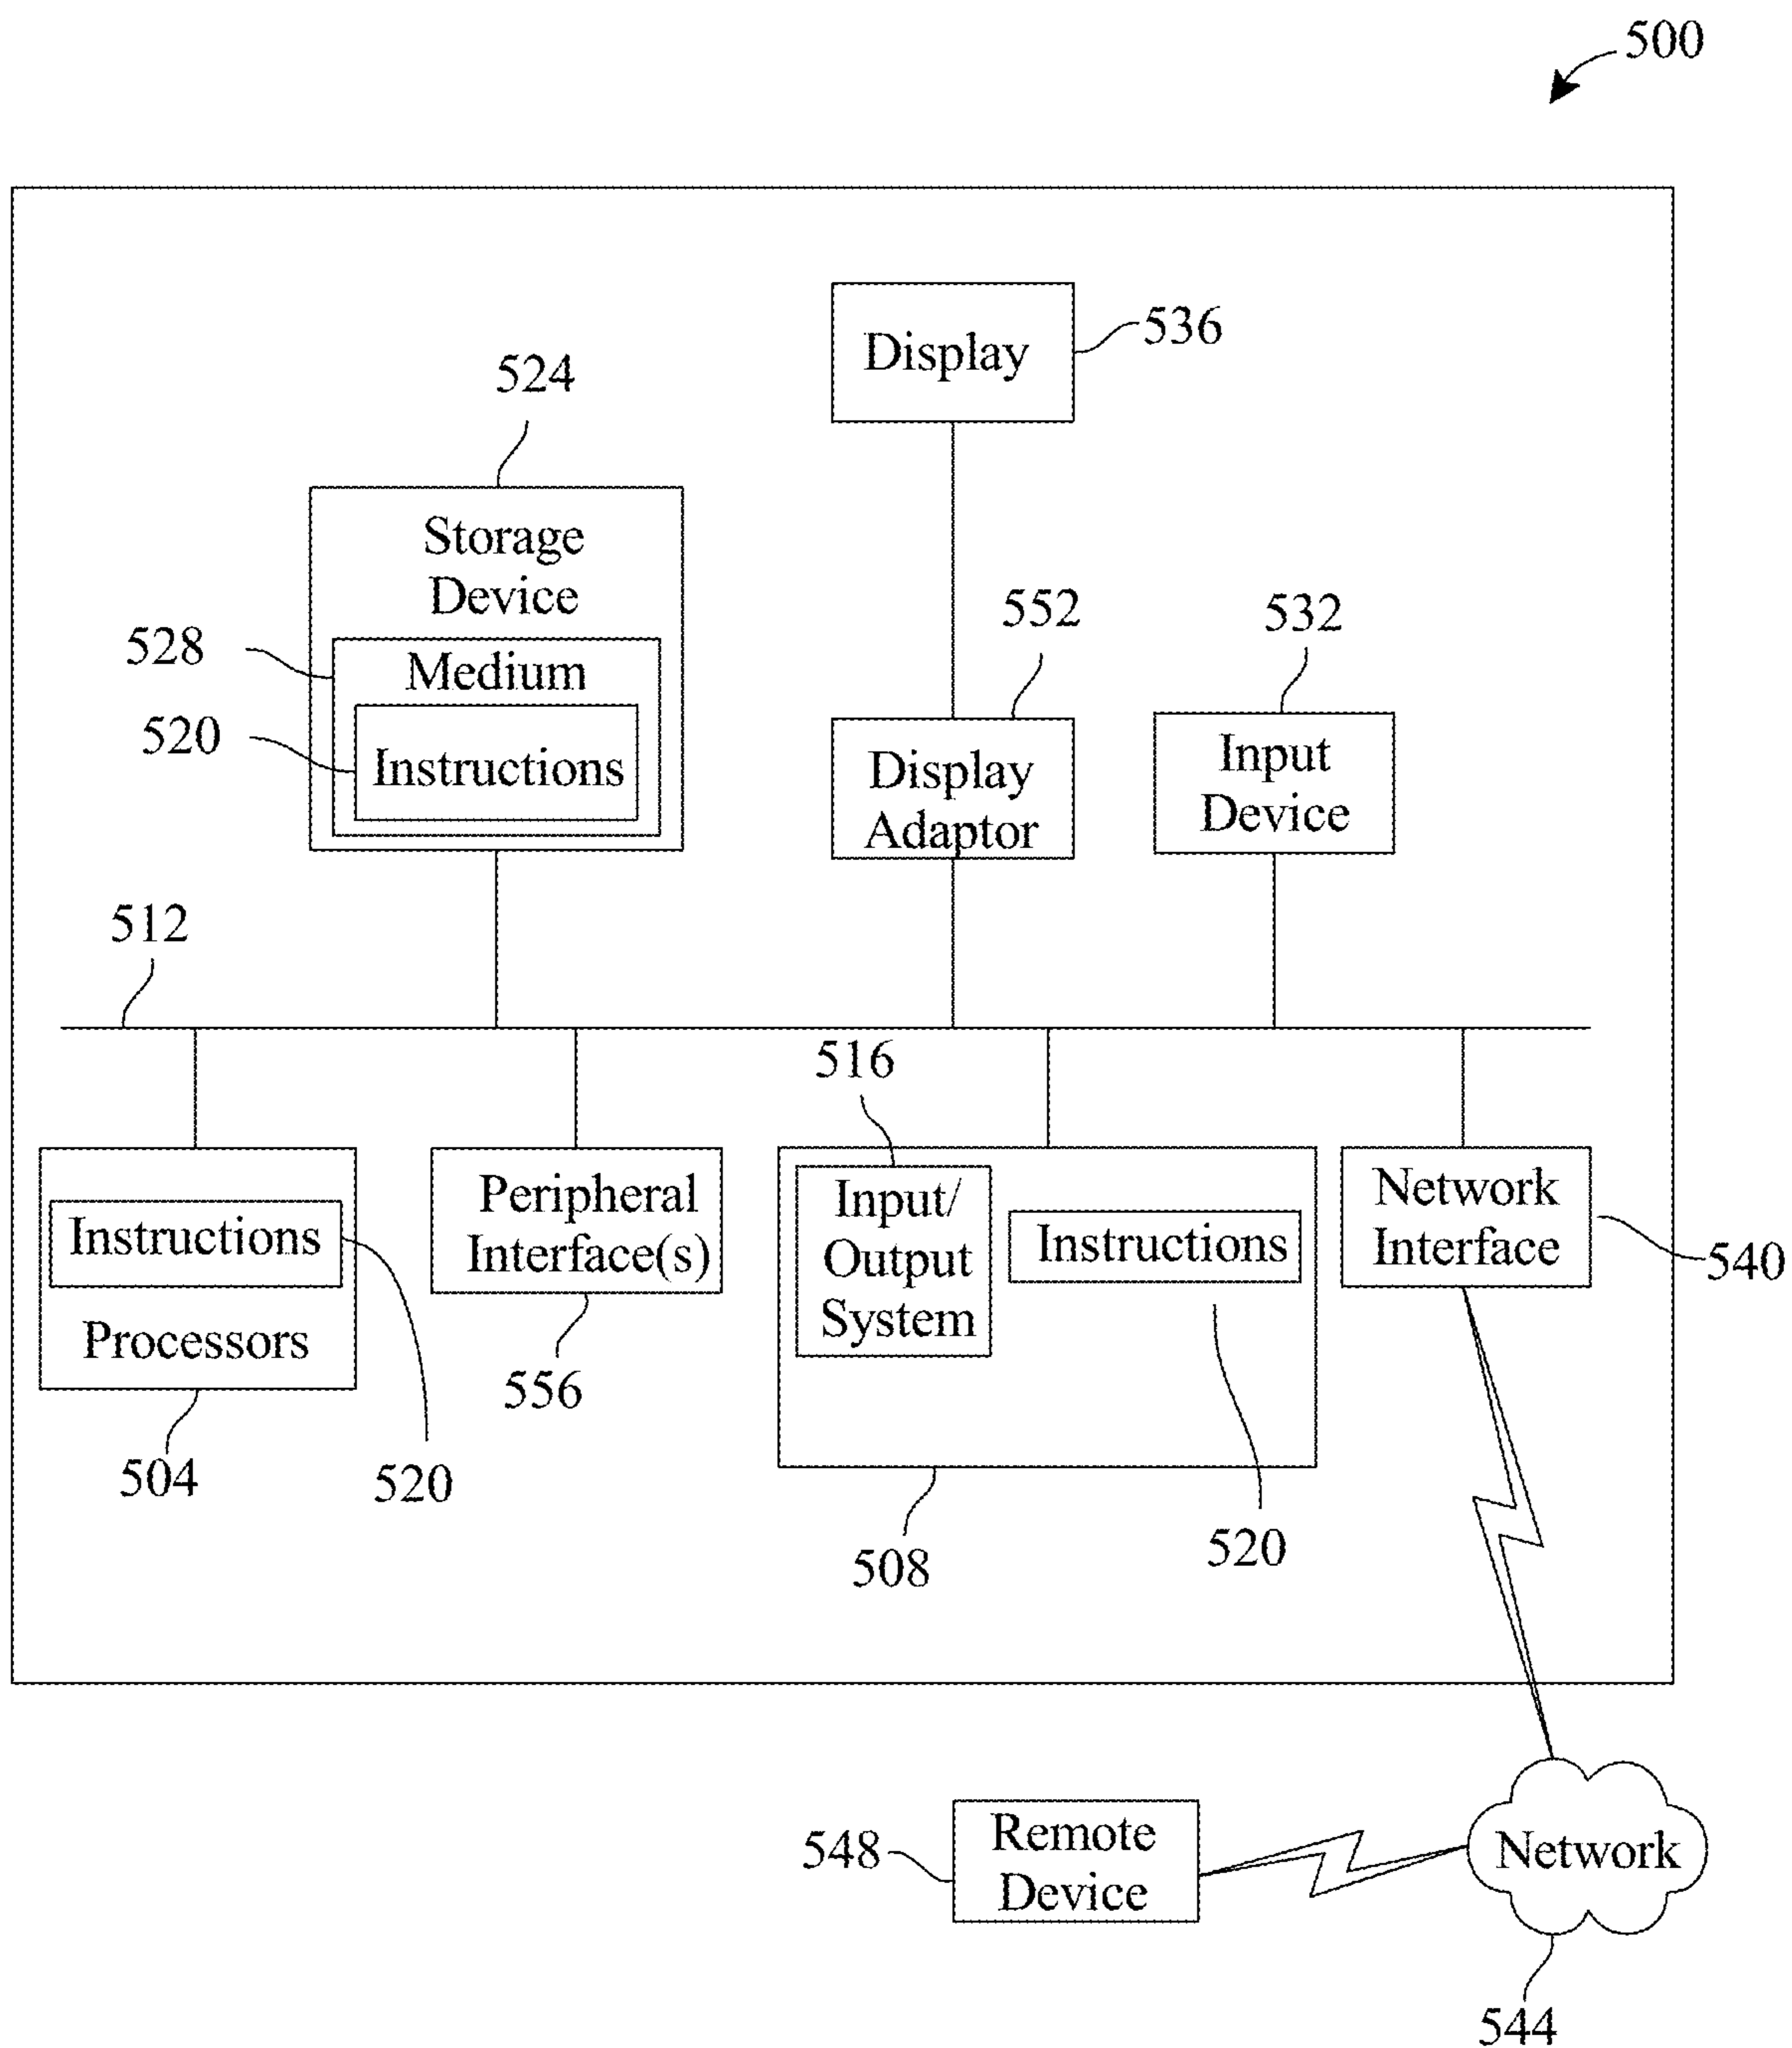 500
Display
536
524
Storage
Device
528
Medium
520
Instructions
552
Display
Adaptor
532
Input
Device
512
516
Instructions
Processors
504
520
Peripheral
Interface(s)
556
Input/
Output
System
Instructions
508
520
Network
Interface
540
548
Remote
Device
Network
544